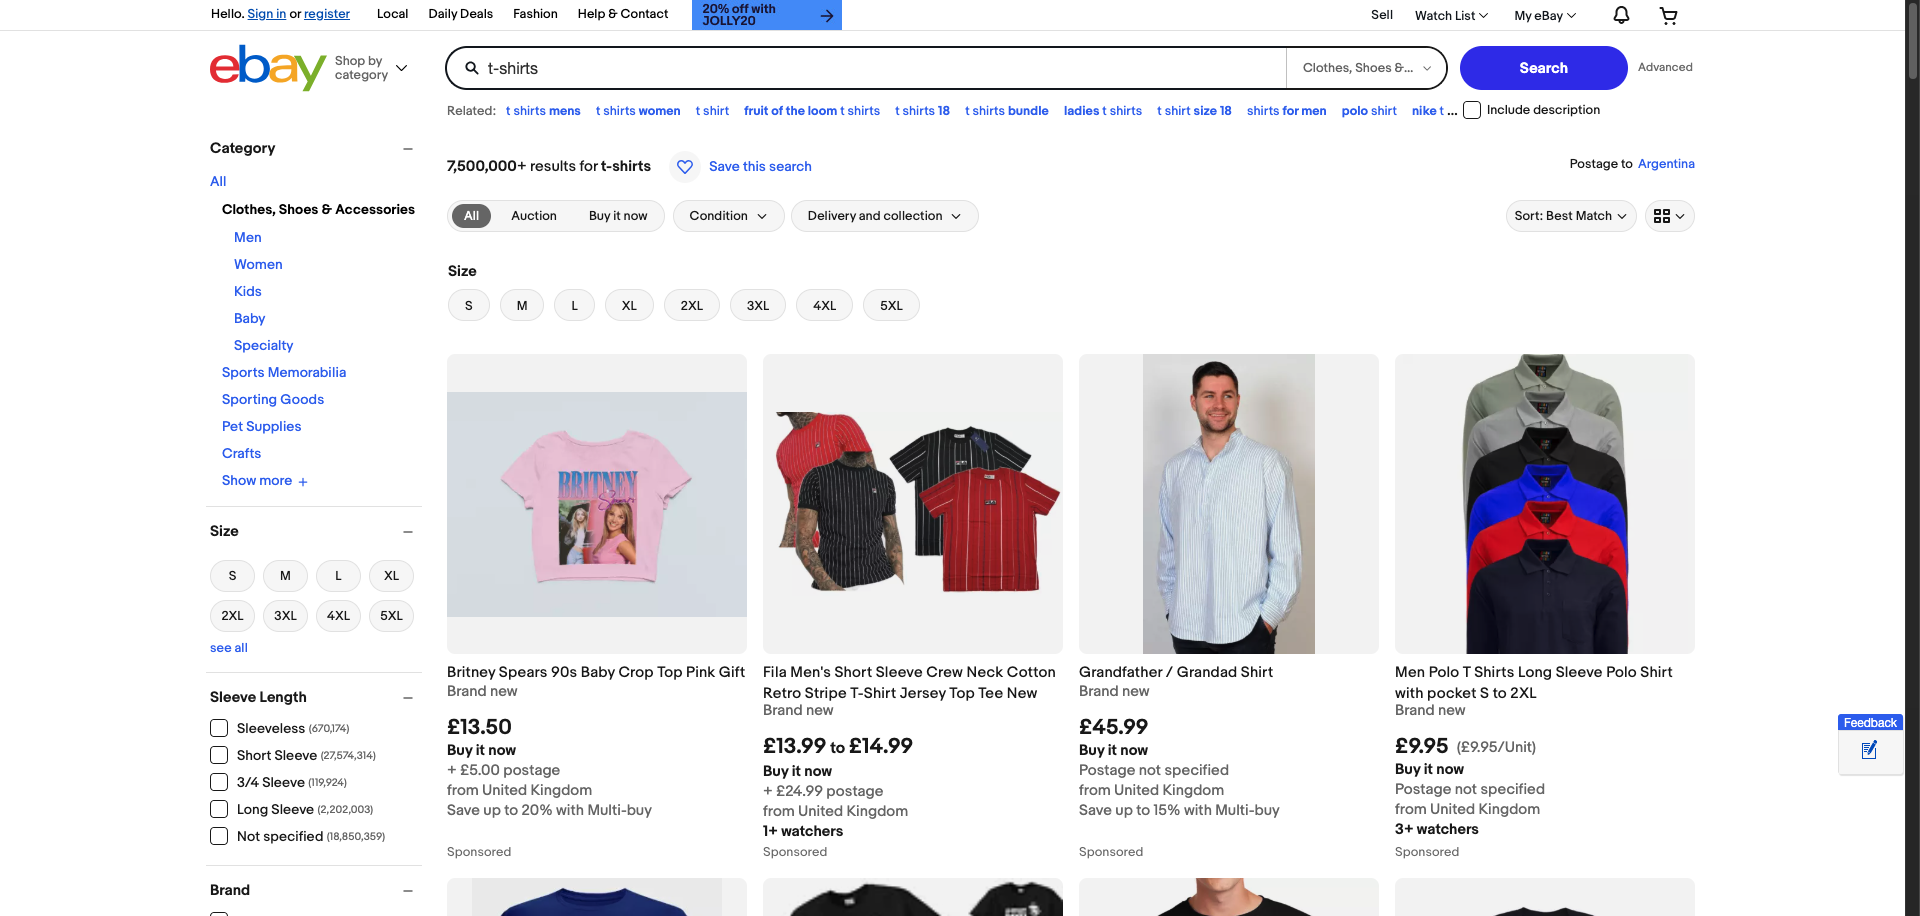 Hello. Sign in or register
Local
Daily Deals
Fashion
Help & Contact
20% off with
JOLLY20
Sell
Watch List
My eBay
ebay
Shop by
category
t-shirts
Clothes, Shoes &...
Search
Advanced
Related: t shirts mens t shirts women t shirt fruit of the loom t shirts t shirts 18 t shirts bundle ladies t shirts t shirt size 18 shirts for men polo shirt nike t ...
Include description
Category
All
Clothes, Shoes & Accessories
Men
Women
Kids
Baby
Specialty
Sports Memorabilia
Sporting Goods
Pet Supplies
Crafts
Show more
Size
S M L XL
2XL 3XL 4XL 5XL
see all
Sleeve Length
Sleeveless (670,174)
Short Sleeve (27,574,314)
3/4 Sleeve (119,924)
Long Sleeve (2,202,003)
Not specified (18,850,359)
Brand
7,500,000+ results for t-shirts
Save this search
Postage to Argentina
All Auction Buy it now
Condition
Delivery and collection
Sort: Best Match
Size
S M L XL 2XL 3XL 4XL 5XL
BRITNEY
Spears
Britney Spears 90s Baby Crop Top Pink Gift
Brand new
£13.50
Buy it now
+ £5.00 postage
from United Kingdom
Save up to 20% with Multi-buy
Sponsored
Fila Men's Short Sleeve Crew Neck Cotton
Retro Stripe T-Shirt Jersey Top Tee New
Brand new
£13.99 to £14.99
Buy it now
+ £24.99 postage
from United Kingdom
1+ watchers
Sponsored
Grandfather / Grandad Shirt
Brand new
£45.99
Buy it now
Postage not specified
from United Kingdom
Save up to 15% with Multi-buy
Sponsored
Men Polo T Shirts Long Sleeve Polo Shirt
with pocket S to 2XL
Brand new
£9.95 (£9.95/Unit)
Buy it now
Postage not specified
from United Kingdom
3+ watchers
Sponsored
Feedback